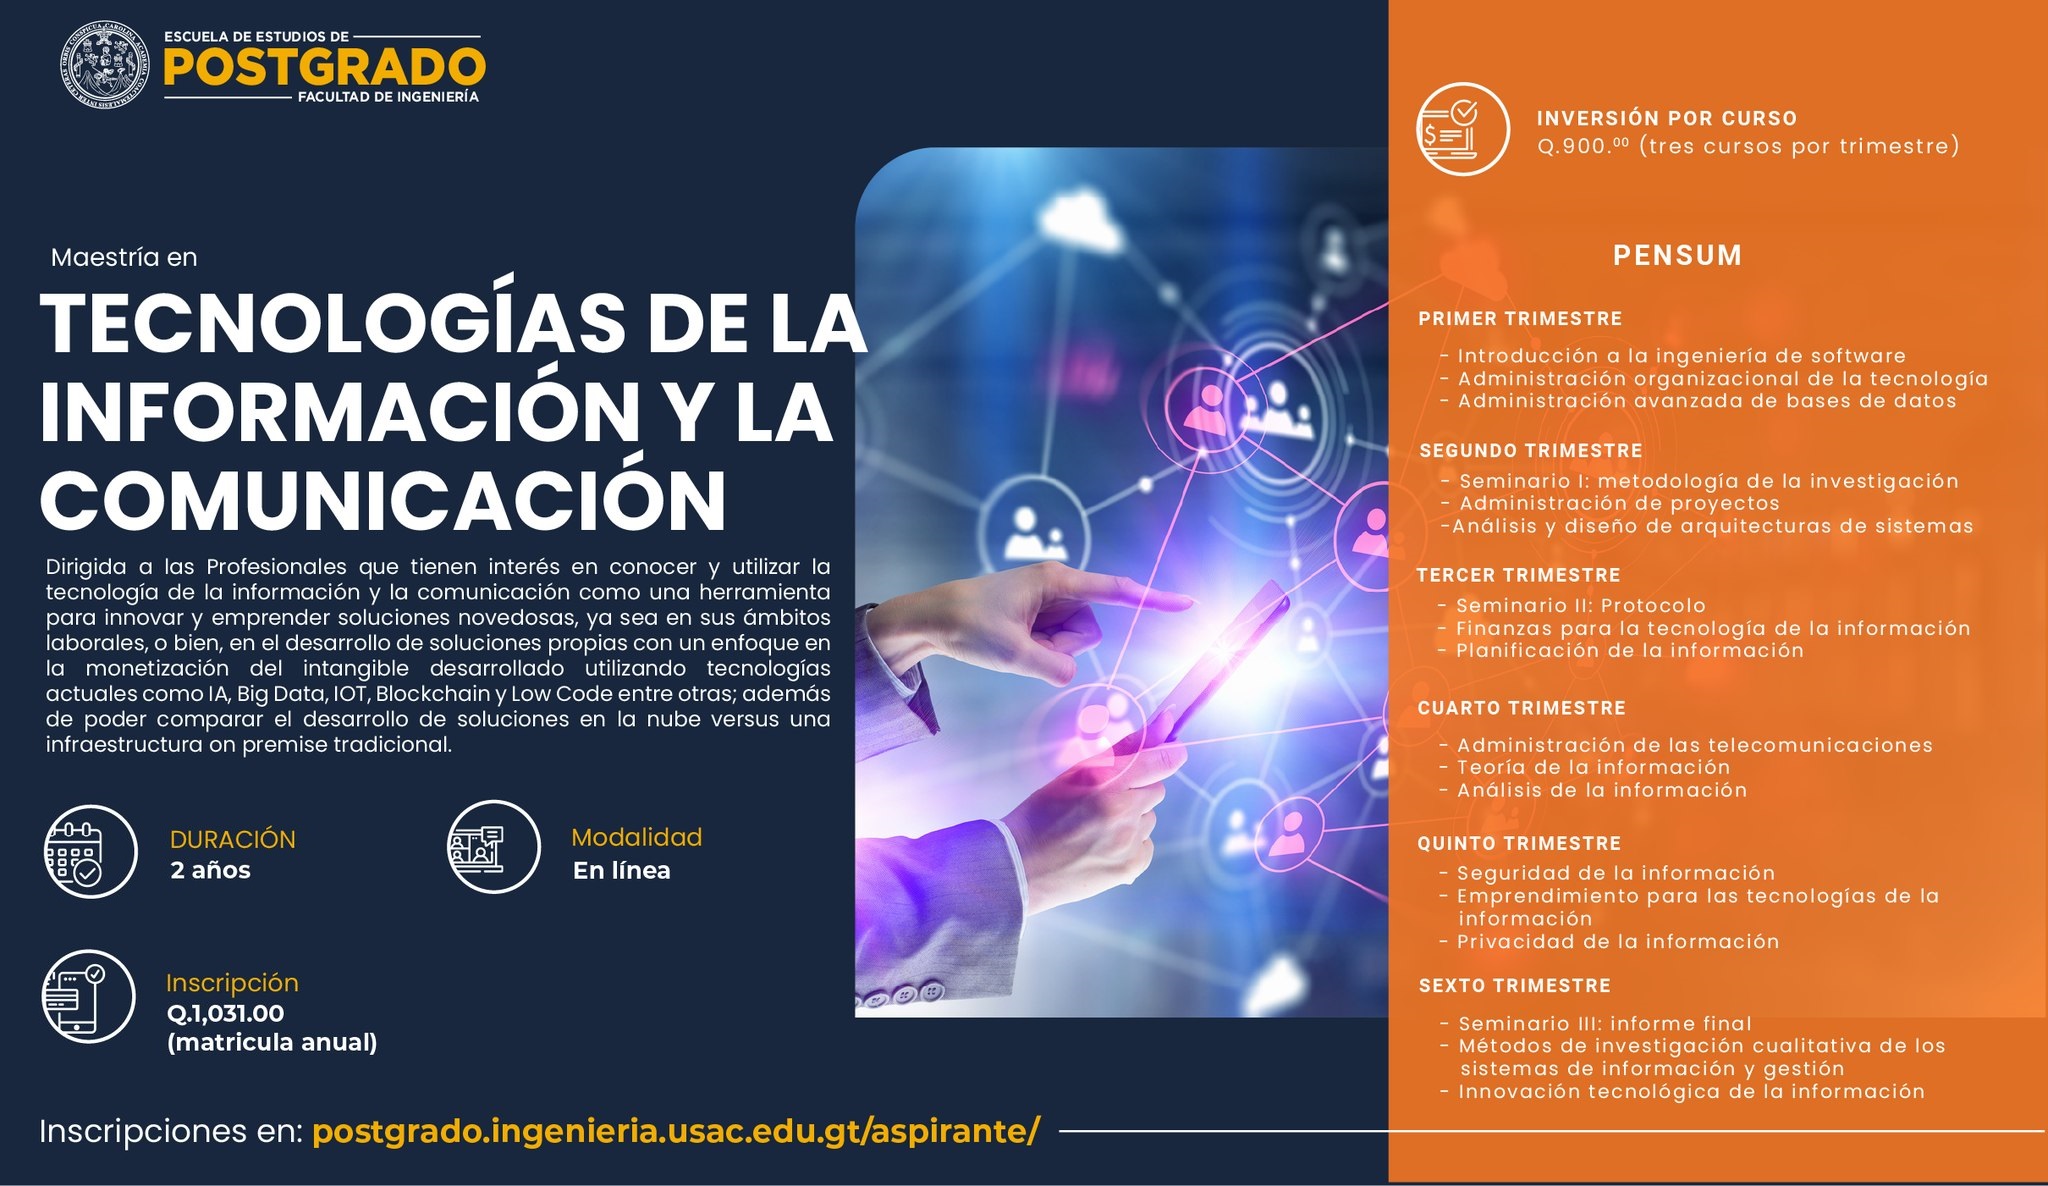 ESCUELA DE ESTUDIOS DE
POSTGRADO
FACULTAD DE INGENIERÍA
Maestría en
TECNOLOGÍAS DE LA
INFORMACIÓN Y LA
COMUNICACIÓN
Dirigida a las Profesionales que tienen interés en conocer y utilizar la
tecnología de la información y la comunicación como una herramienta
para innovar y emprender soluciones novedosas, ya sea en sus ámbitos
laborales, o bien, en el desarrollo de soluciones propias con un enfoque en
la monetización del intangible desarrollado utilizando tecnologías
actuales como IA, Big Data, IOT, Blockchain y Low Code entre otras; además
de poder comparar el desarrollo de soluciones en la nube versus una
infraestructura on premise tradicional.
DURACIÓN
2 años
Modalidad
En línea
Inscripción
Q.1,031.00
(matricula anual)
Inscripciones en: postgrado.ingenieria.usac.edu.gt/aspirante/
INVERSIÓN POR CURSO
Q.900.⁰⁰ (tres cursos por trimestre)
PENSUM
PRIMER TRIMESTRE
- Introducción a la ingeniería de software
- Administración organizacional de la tecnología
- Administración avanzada de bases de datos
SEGUNDO TRIMESTRE
- Seminario I: metodología de la investigación
- Administración de proyectos
-Análisis y diseño de arquitecturas de sistemas
TERCER TRIMESTRE
- Seminario II: Protocolo
- Finanzas para la tecnología de la información
- Planificación de la información
CUARTO TRIMESTRE
- Administración de las telecomunicaciones
- Teoría de la información
- Análisis de la información
QUINTO TRIMESTRE
- Seguridad de la información
- Emprendimiento para las tecnologías de la
información
- Privacidad de la información
SEXTO TRIMESTRE
- Seminario III: informe final
- Métodos de investigación cualitativa de los
sistemas de información y gestión
- Innovación tecnológica de la información